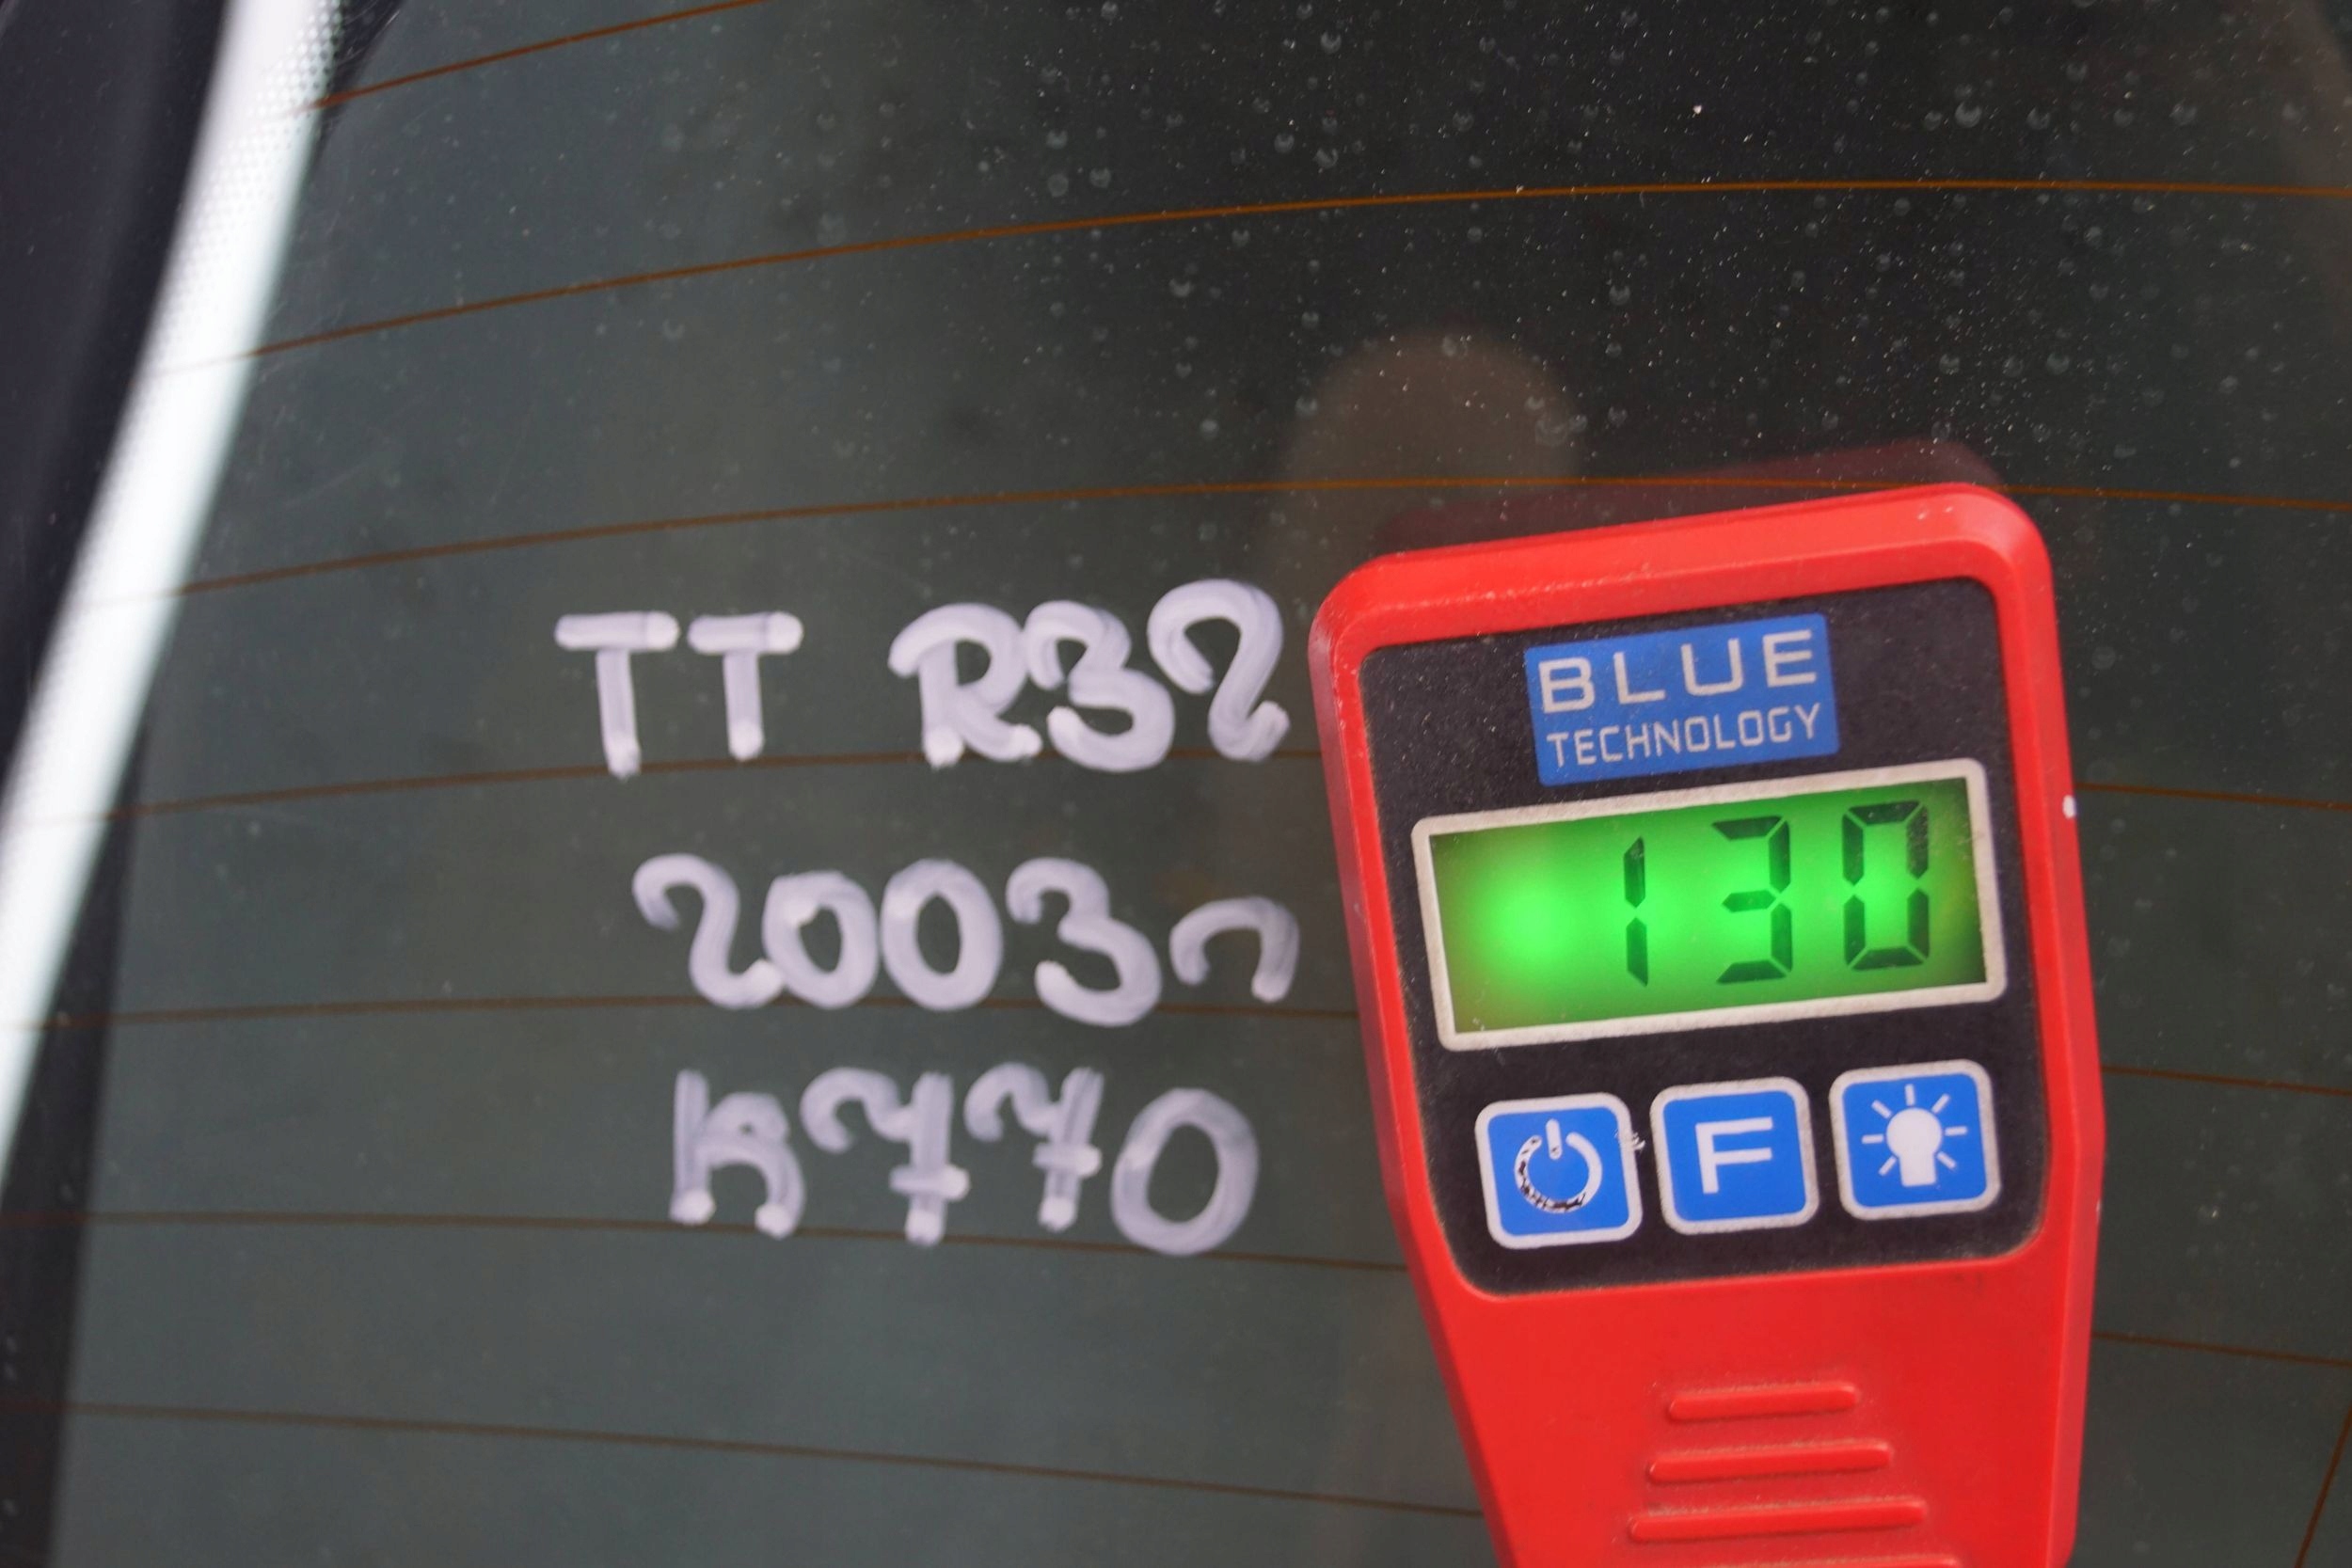 TT R32
2003г
к770
BLUE
TECHNOLOGY
130
F